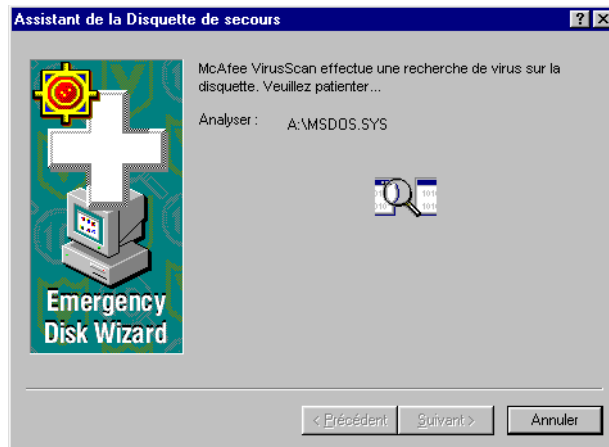 Assistant de la Disquette de secours
McAfee VirusScan effectue une recherche de virus sur la
disquette. Veuillez patienter...
Analyser :
A:\MSDOS.SYS
Emergency
Disk Wizard
< Précédent
Suivant >
Annuler